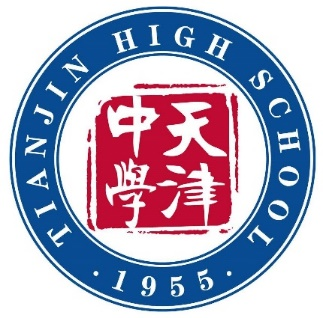 TIANJIN HIGH SCHOOL
天津
中學
· 1955 ·